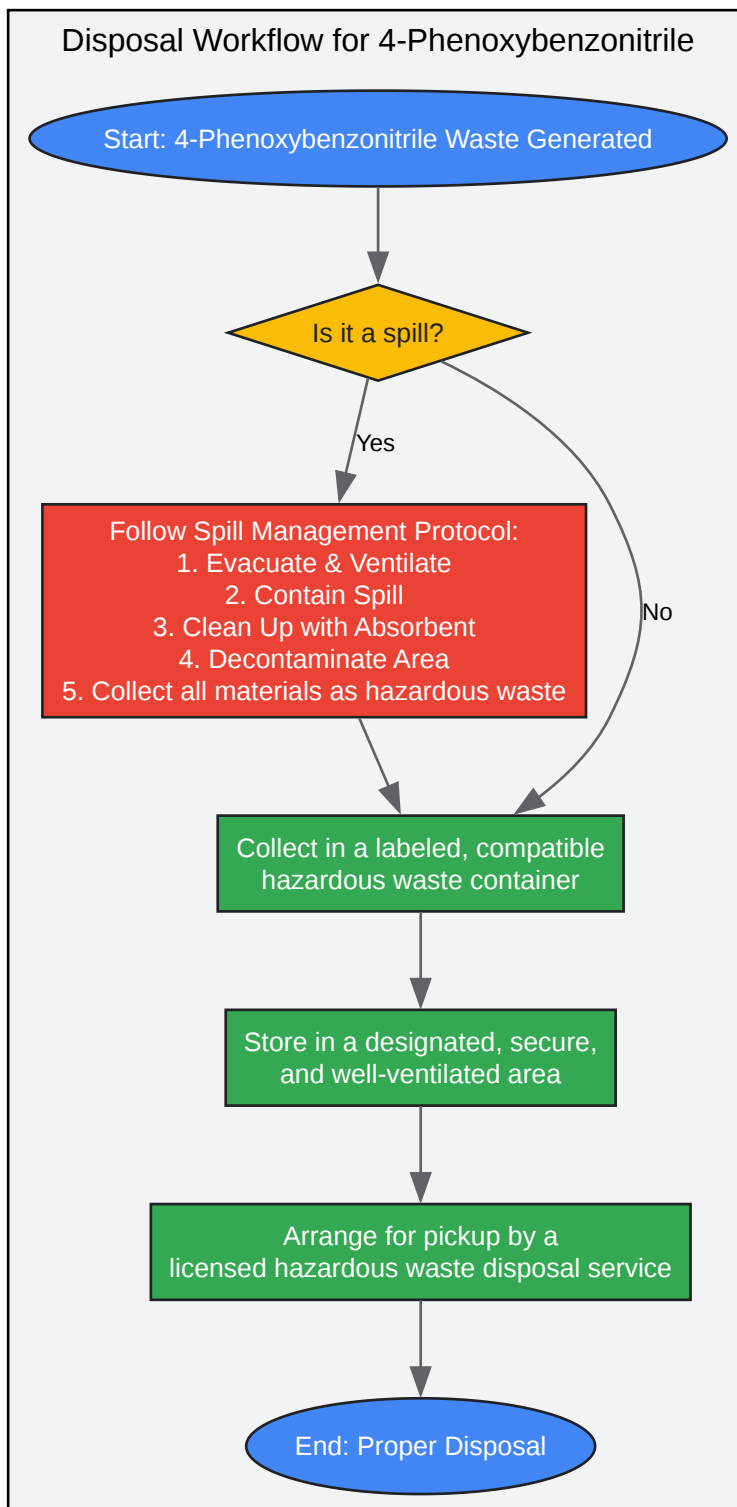 Disposal Workflow for 4-Phenoxybenzonitrile
Start: 4-Phenoxybenzonitrile Waste Generated
Is it a spill?
Yes
Follow Spill Management Protocol:
1. Evacuate & Ventilate
2. Contain Spill
3. Clean Up with Absorbent
4. Decontaminate Area
5. Collect all materials as hazardous waste
No
Collect in a labeled, compatible
hazardous waste container
Store in a designated, secure,
and well-ventilated area
Arrange for pickup by a
licensed hazardous waste disposal service
End: Proper Disposal